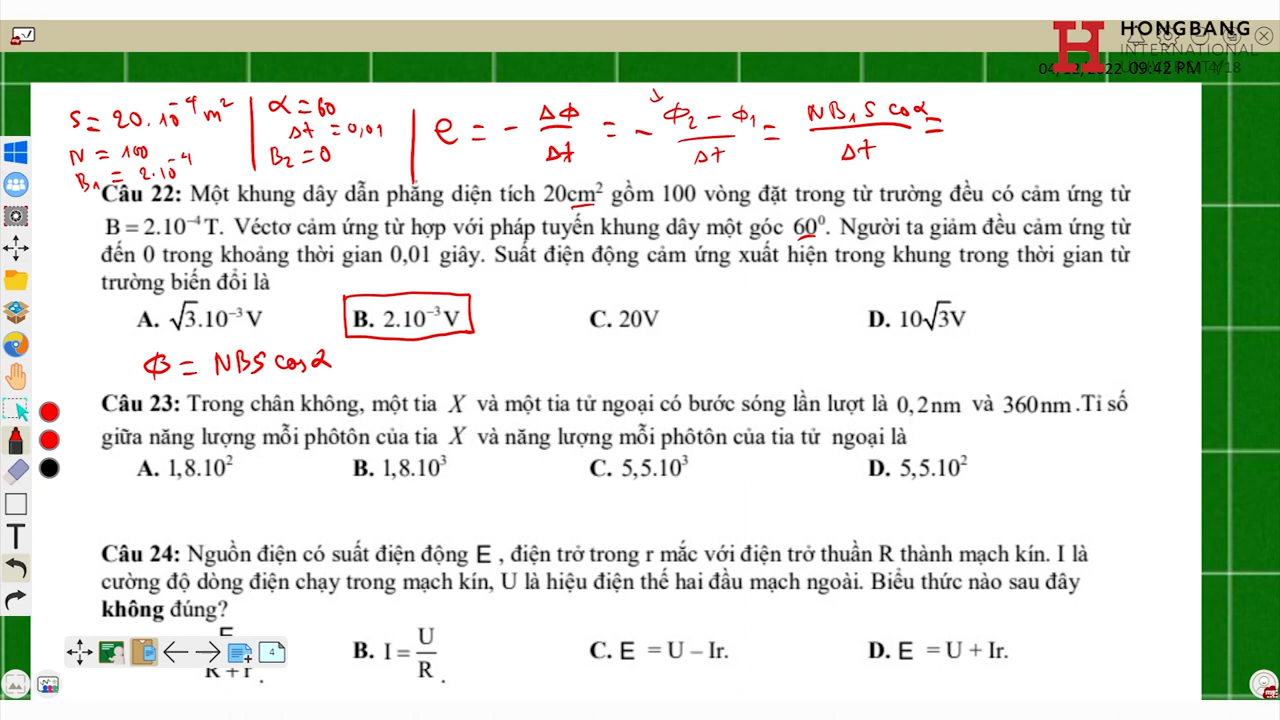 HONGBANG
INTERNATIONAL
UNIVERSITY
09:42 PM
S = 20.10⁻⁴ m²
N = 100
B₁ = 2.10⁻⁴
α = 60
Δt = 0,01
B₂ = 0
e = - ΔΦ/Δt = - (Φ₂ - Φ₁)/Δt = NB₁S cosα/Δt =
Câu 22: Một khung dây dẫn phẳng diện tích 20cm² gồm 100 vòng đặt trong từ trường đều có cảm ứng từ
B = 2.10⁻⁴ T. Véctơ cảm ứng từ hợp với pháp tuyến khung dây một góc 60⁰. Người ta giảm đều cảm ứng từ
đến 0 trong khoảng thời gian 0,01 giây. Suất điện động cảm ứng xuất hiện trong khung trong thời gian từ
trường biến đổi là
A. √3.10⁻³ V B. 2.10⁻³ V C. 20V D. 10√3V
Φ = NBS cosα
Câu 23: Trong chân không, một tia X và một tia tử ngoại có bước sóng lần lượt là 0,2nm và 360nm.Tỉ số
giữa năng lượng mỗi phôtôn của tia X và năng lượng mỗi phôtôn của tia tử ngoại là
A. 1,8.10² B. 1,8.10³ C. 5,5.10³ D. 5,5.10²
Câu 24: Nguồn điện có suất điện động E , điện trở trong r mắc với điện trở thuần R thành mạch kín. I là
cường độ dòng điện chạy trong mạch kín, U là hiệu điện thế hai đầu mạch ngoài. Biểu thức nào sau đây
không đúng?
B. I = U/R . C. E = U – Ir. D. E = U + Ir.
T
4